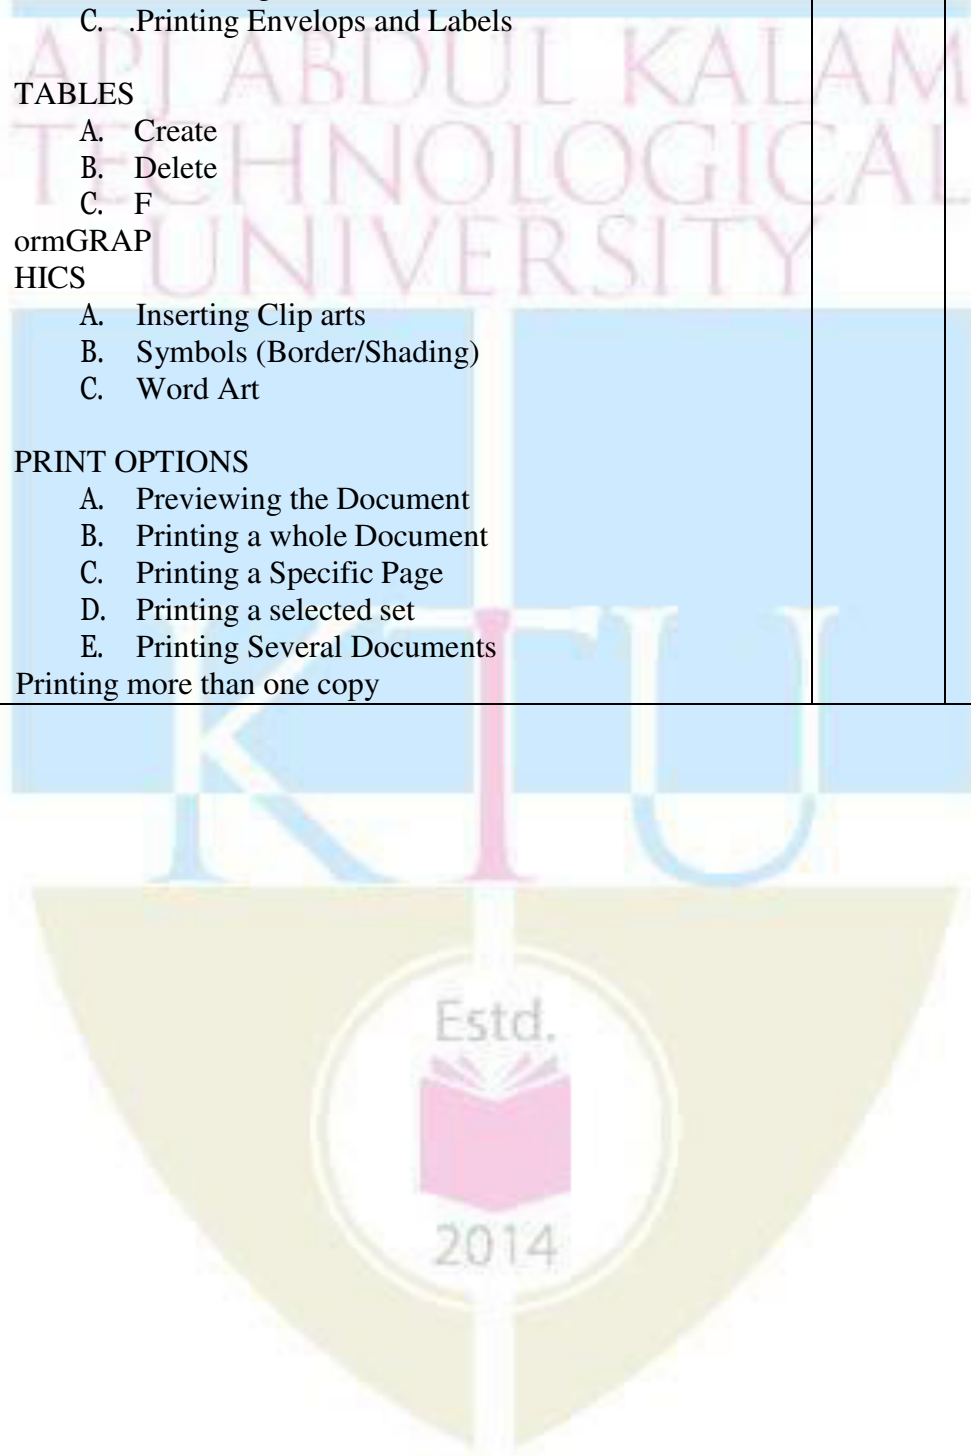 C. .Printing Envelops and Labels
APJ ABDUL KALAM
TECHNOLOGICAL
UNIVERSITY
TABLES
A. Create
B. Delete
C. F
ormGRAP
HICS
A. Inserting Clip arts
B. Symbols (Border/Shading)
C. Word Art
PRINT OPTIONS
A. Previewing the Document
B. Printing a whole Document
C. Printing a Specific Page
D. Printing a selected set
E. Printing Several Documents
Printing more than one copy
KTU
Estd.
2014